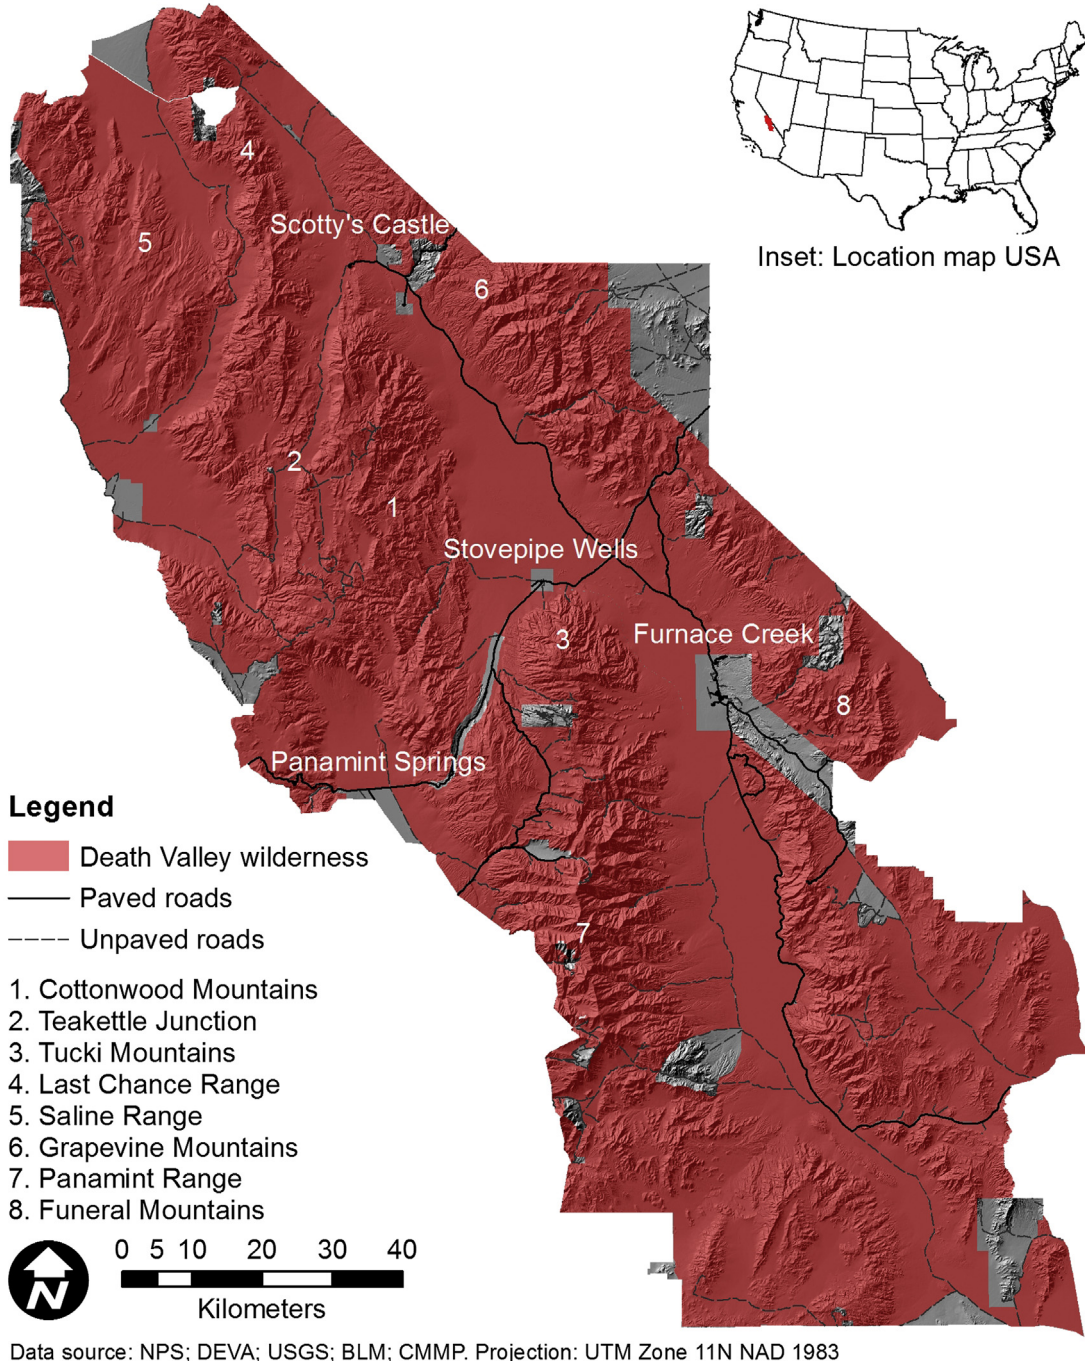 4
Scotty's Castle
5
6
Inset: Location map USA
2
1
Stovepipe Wells
3
Furnace Creek
8
Panamint Springs
7
Legend
Death Valley wilderness
Paved roads
Unpaved roads
1. Cottonwood Mountains
2. Teakettle Junction
3. Tucki Mountains
4. Last Chance Range
5. Saline Range
6. Grapevine Mountains
7. Panamint Range
8. Funeral Mountains
N
0 5 10 20 30 40
Kilometers
Data source: NPS; DEVA; USGS; BLM; CMMP. Projection: UTM Zone 11N NAD 1983